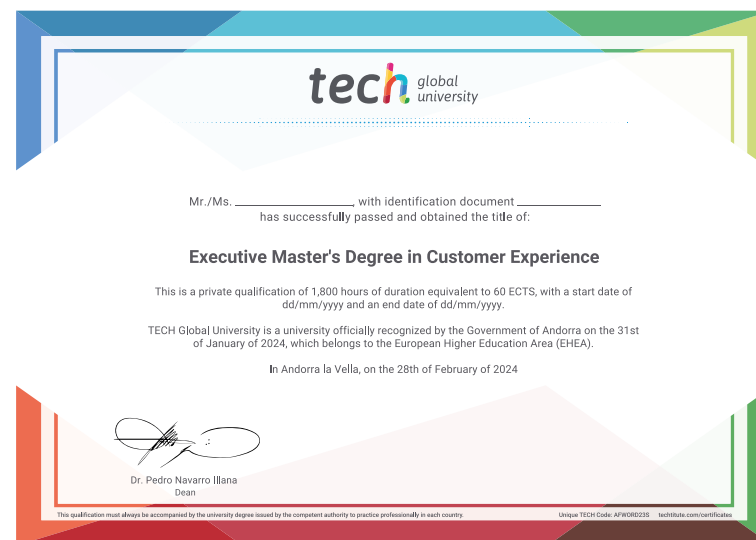 tech global
university
Mr./Ms. __________________, with identification document _____________
has successfully passed and obtained the title of:
Executive Master's Degree in Customer Experience
This is a private qualification of 1,800 hours of duration equivalent to 60 ECTS, with a start date of
dd/mm/yyyy and an end date of dd/mm/yyyy.
TECH Global University is a university officially recognized by the Government of Andorra on the 31st
of January of 2024, which belongs to the European Higher Education Area (EHEA).
In Andorra la Vella, on the 28th of February of 2024
Dr. Pedro Navarro Illana
Dean
This qualification must always be accompanied by the university degree issued by the competent authority to practice professionally in each country. Unique TECH Code: AFWORD23S techtitute.com/certificates